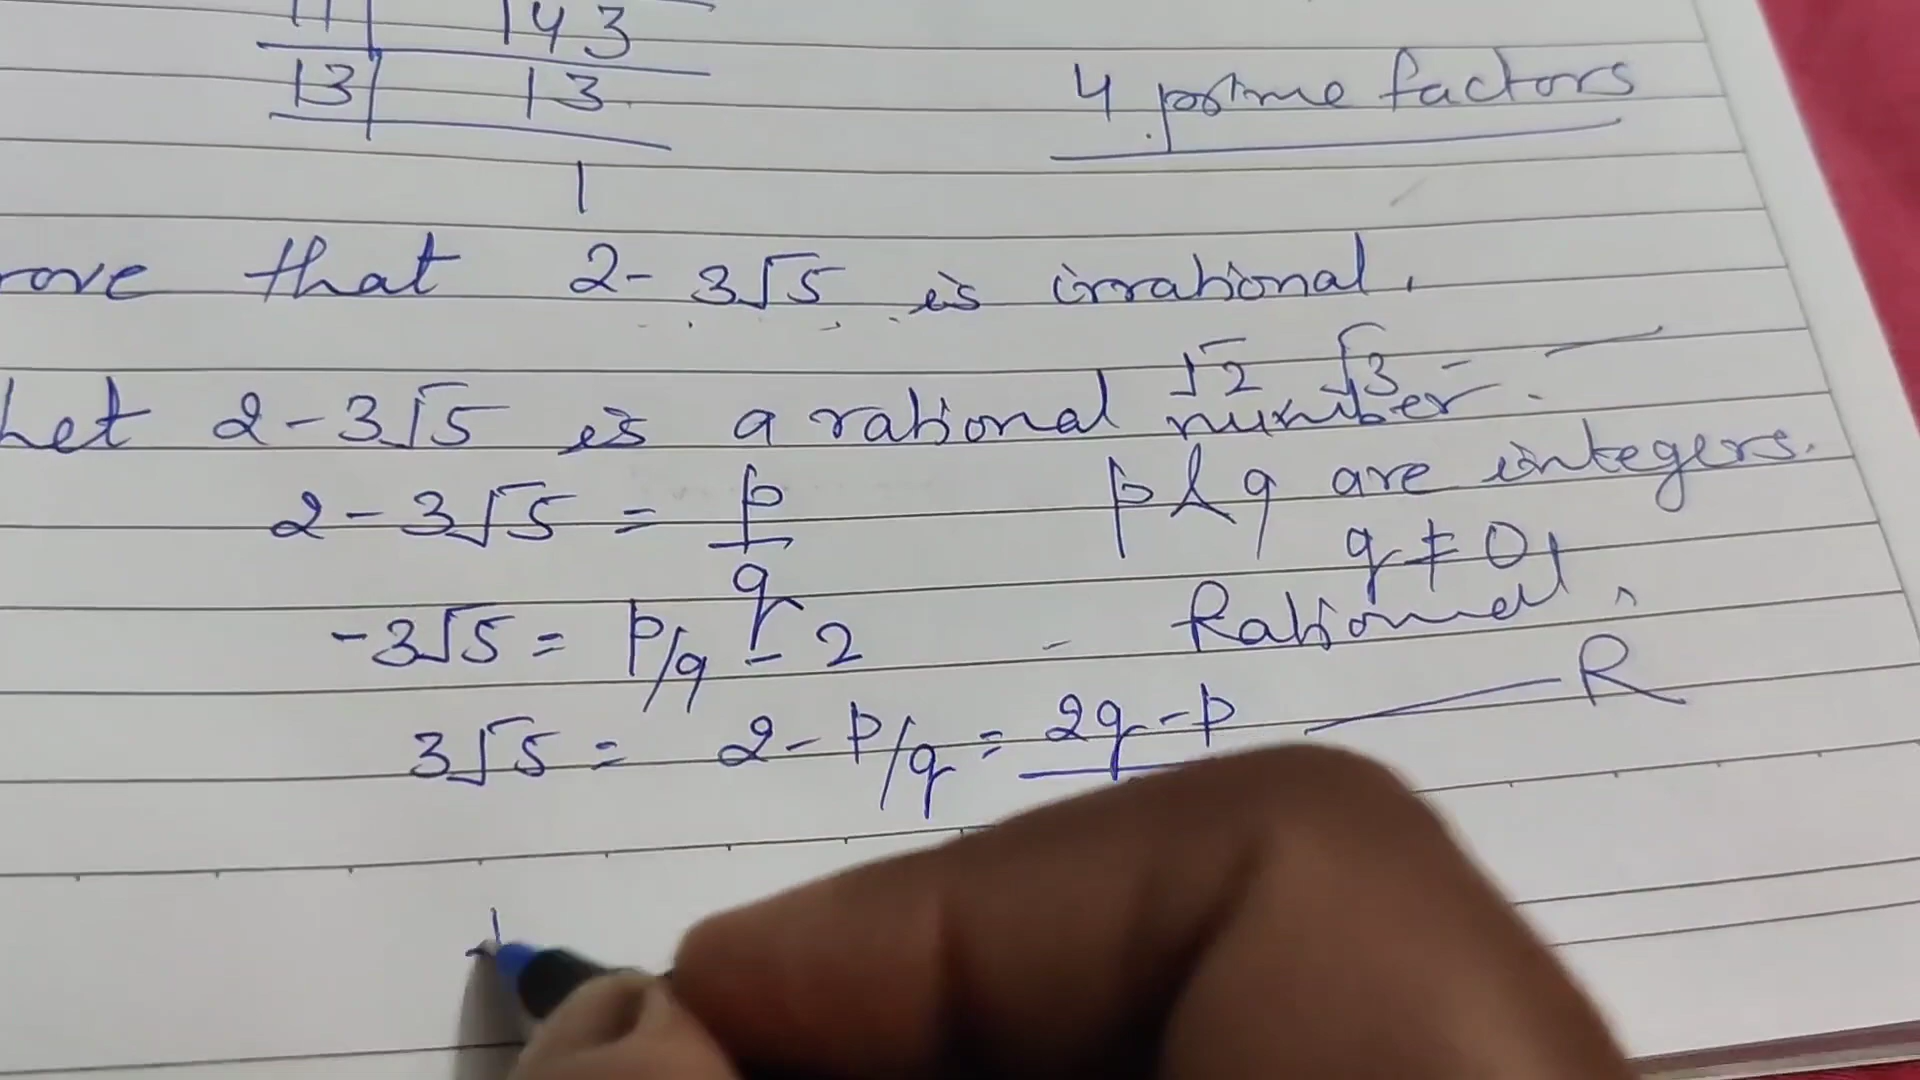 11 143
13 13
4 prime factors
1
rove that 2- 3√5 is irrational.
√2 √3 -
Let 2-3√5 is a rational number.
2-3√5 = p/q p & q are integers.
q ≠ 0,
-3√5 = p/q - 2 - Rational,
3√5 = 2- p/q = 2q-p R